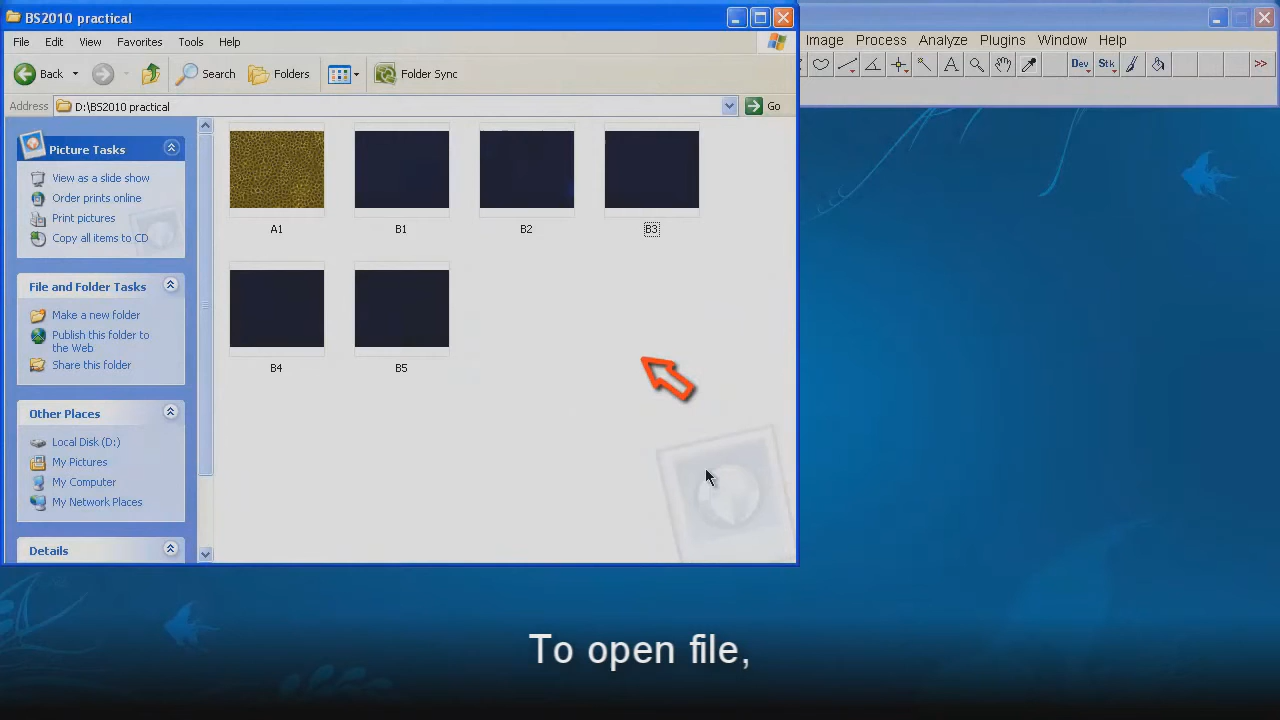 BS2010 practical
File Edit View Favorites Tools Help
Back Search Folders Folder Sync
Address D:\BS2010 practical Go
Picture Tasks
View as a slide show
Order prints online
Print pictures
Copy all items to CD
File and Folder Tasks
Make a new folder
Publish this folder to
the Web
Share this folder
Other Places
Local Disk (D:)
My Pictures
My Computer
My Network Places
Details
A1 B1 B2 B3
B4 B5
Image Process Analyze Plugins Window Help
A Dev Stk >>
To open file,